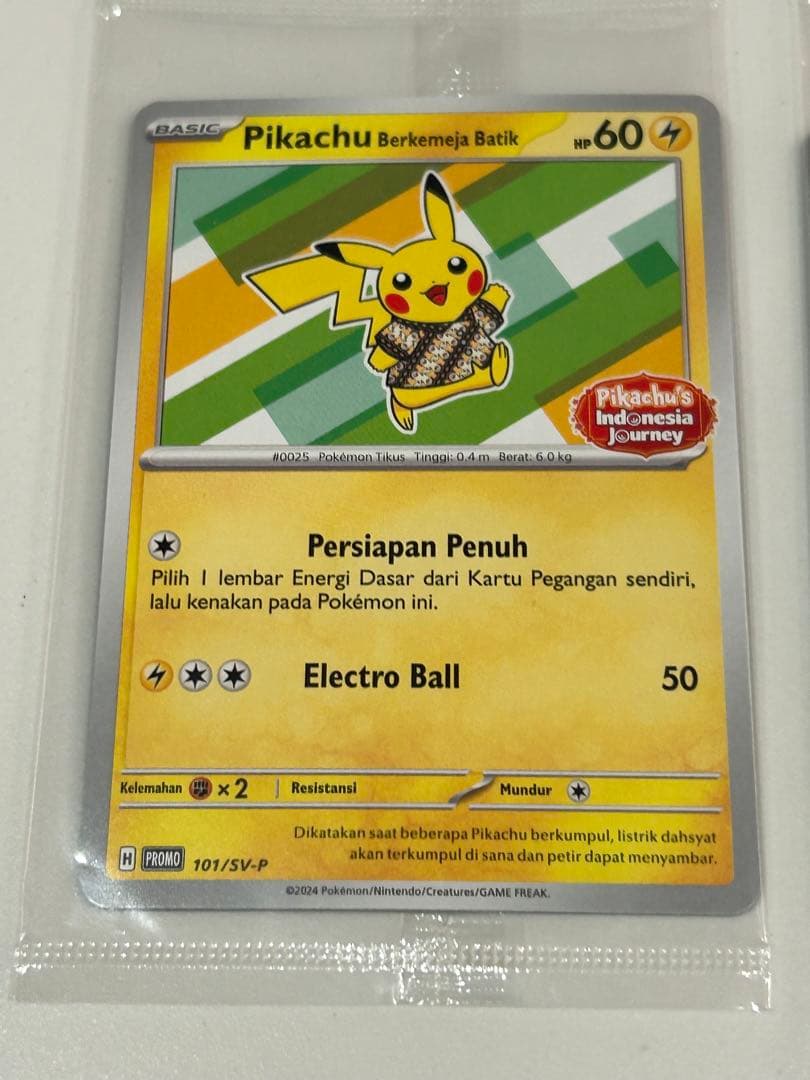 BASIC Pikachu Berkemeja Batik HP 60
Pikachu's
Indonesia
Journey
#0025 Pokémon Tikus Tinggi: 0.4 m Berat: 6.0 kg
Persiapan Penuh
Pilih 1 lembar Energi Dasar dari Kartu Pegangan sendiri,
lalu kenakan pada Pokémon ini.
Electro Ball 50
Kelemahan ×2 Resistansi Mundur
Dikatakan saat beberapa Pikachu berkumpul, listrik dahsyat
akan terkumpul di sana dan petir dapat menyambar.
H PROMO 101/SV-P
©2024 Pokémon/Nintendo/Creatures/GAME FREAK.